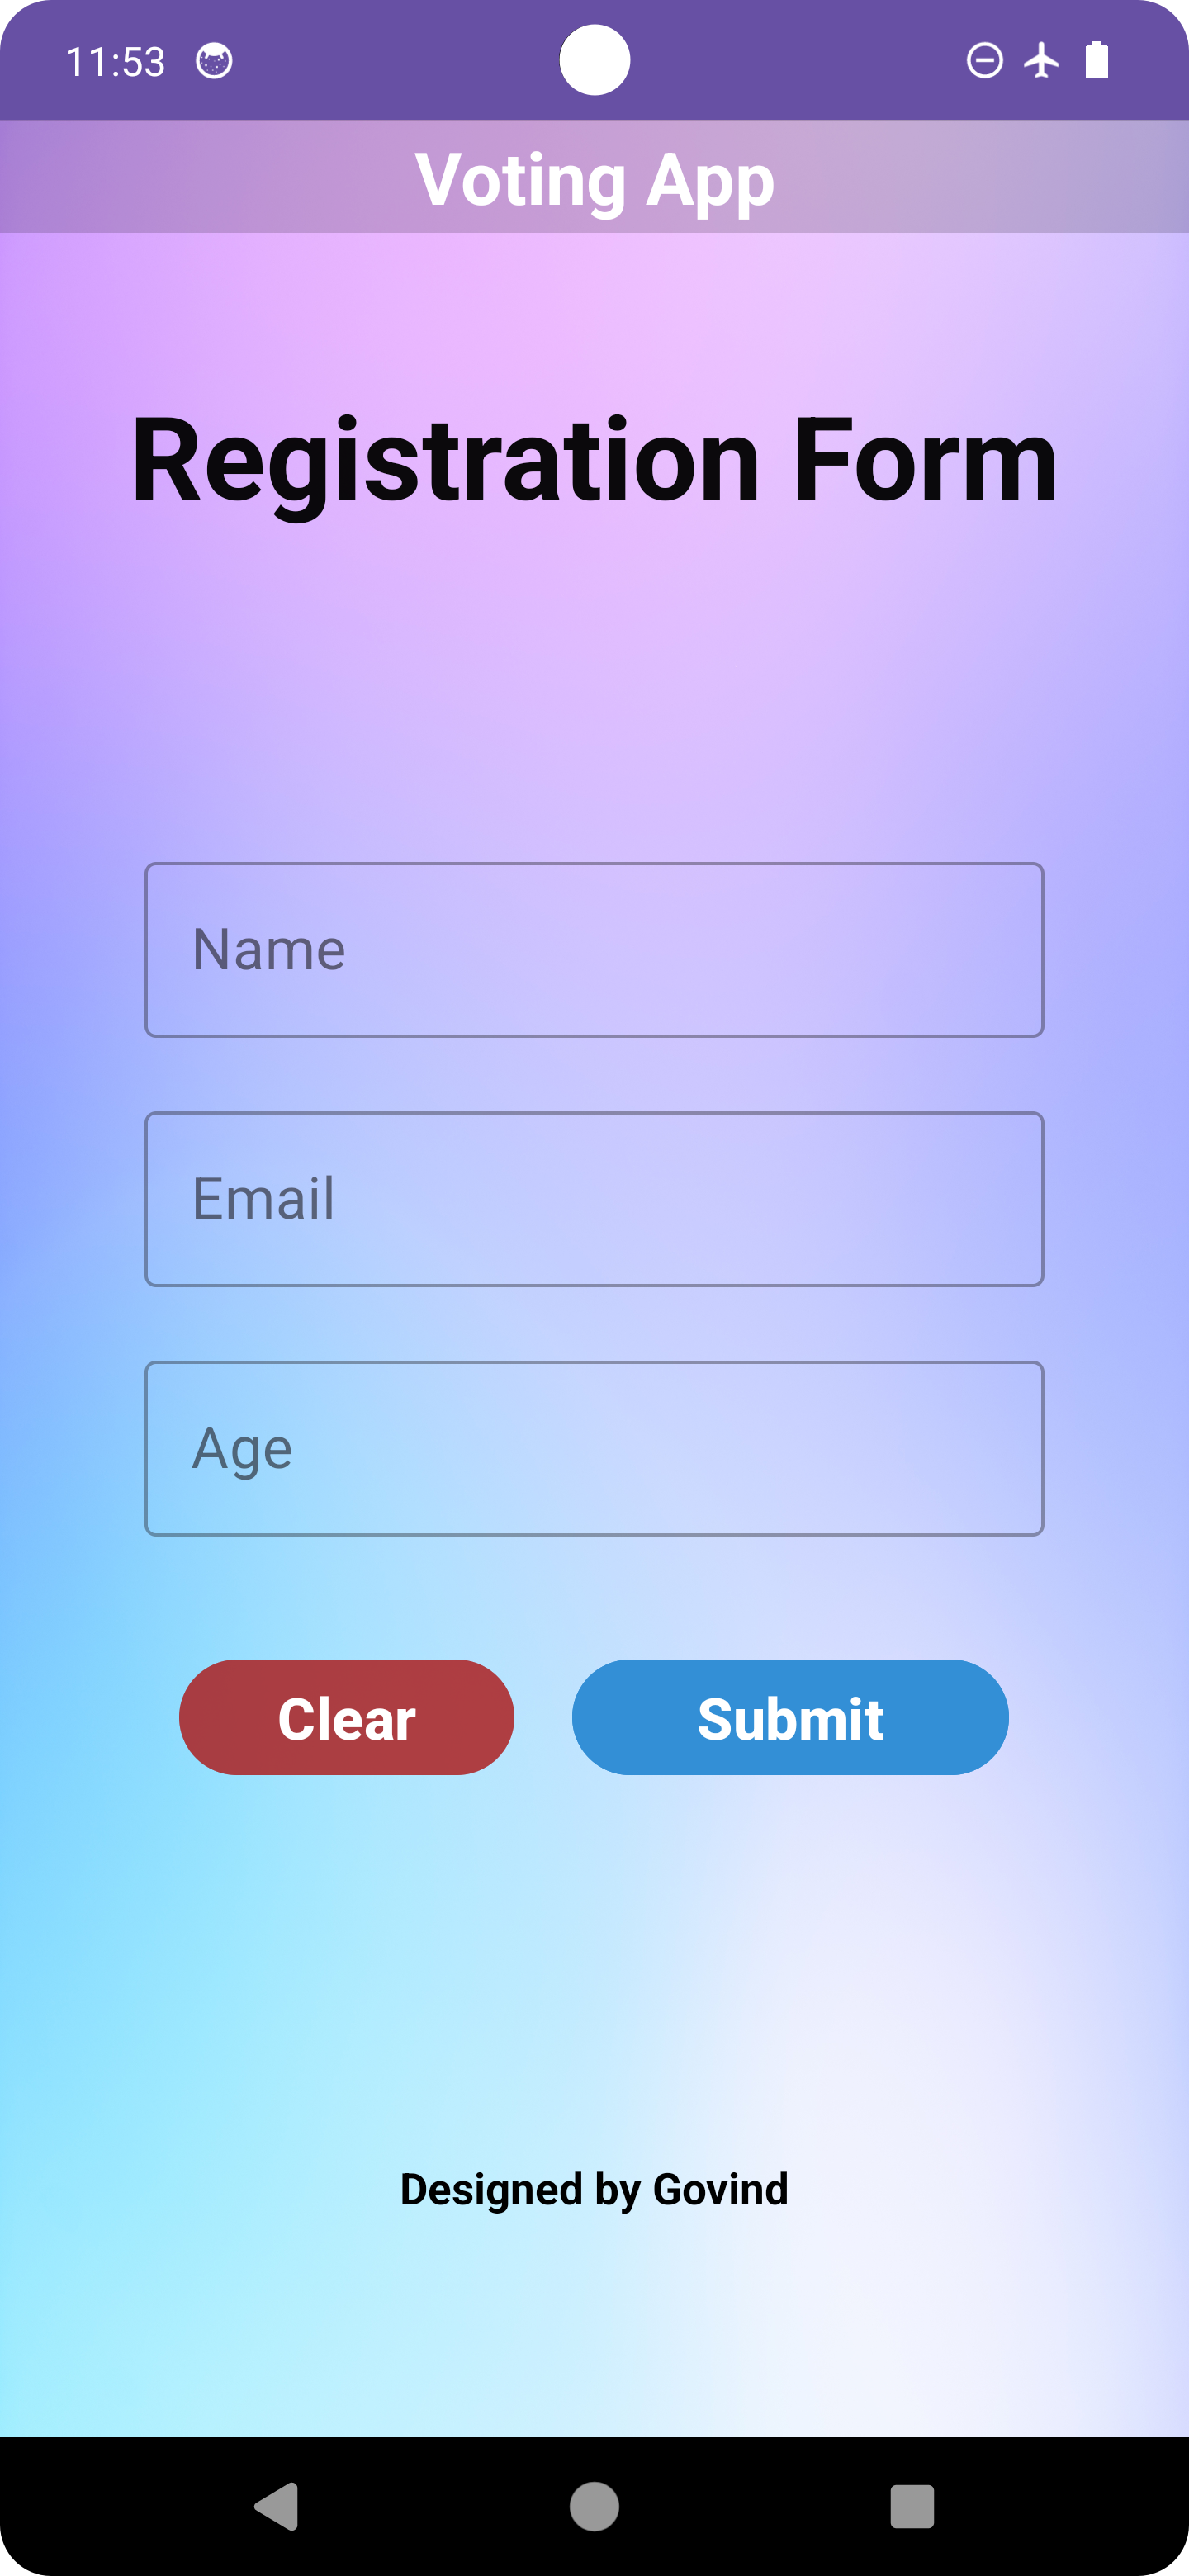 11:53
Voting App
Registration Form
Name
Email
Age
Clear Submit
Designed by Govind